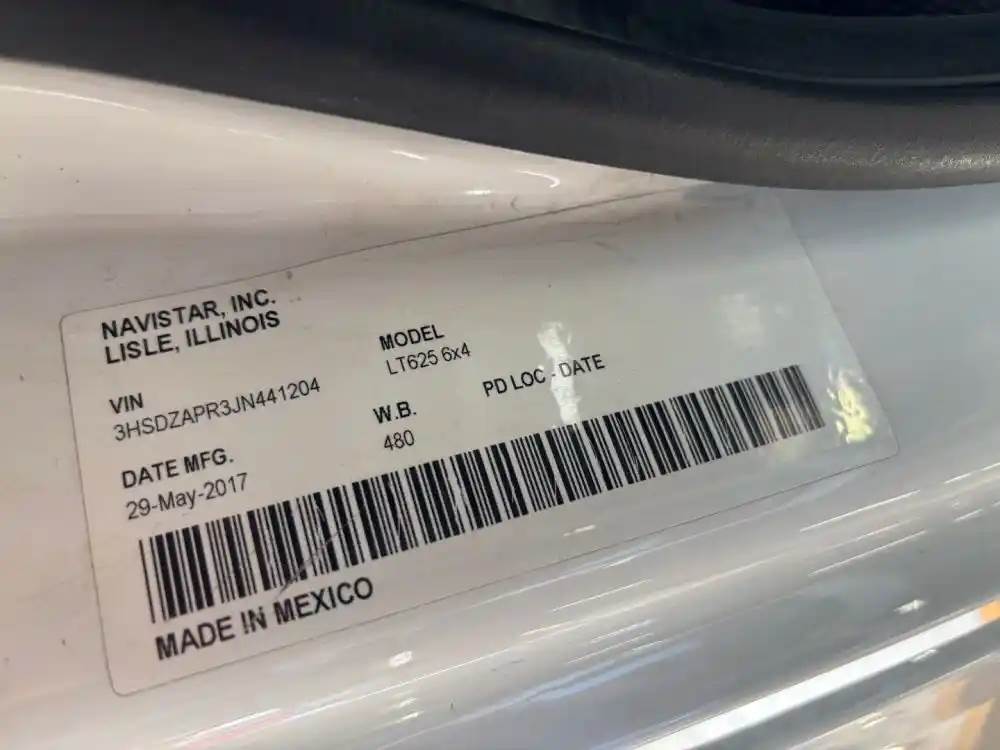 NAVISTAR, INC.
LISLE, ILLINOIS
VIN
3HSDZAPR3JN441204
MODEL
LT625 6x4
DATE MFG.
29-May-2017
W.B.
480
PD LOC - DATE
MADE IN MEXICO